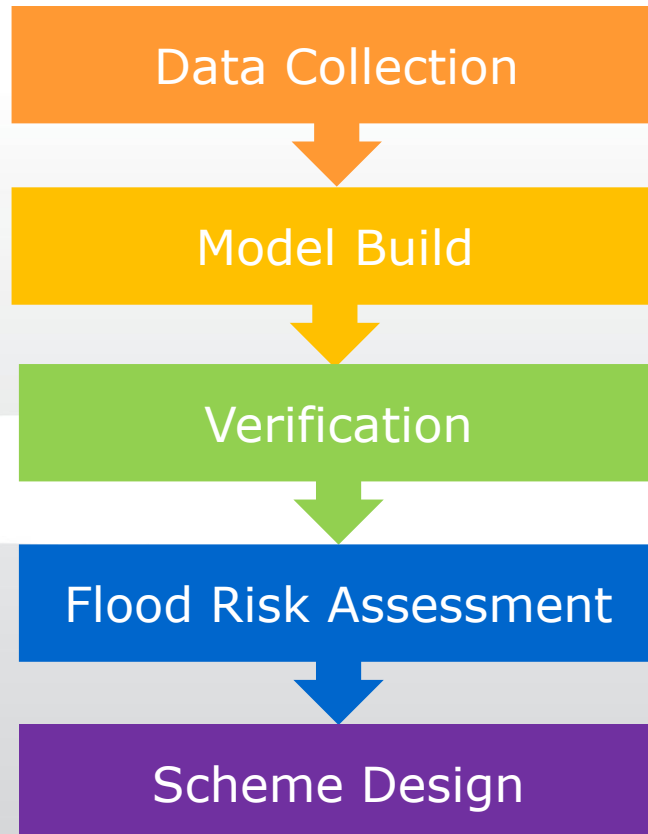 Data Collection
Model Build
Verification
Flood Risk Assessment
Scheme Design